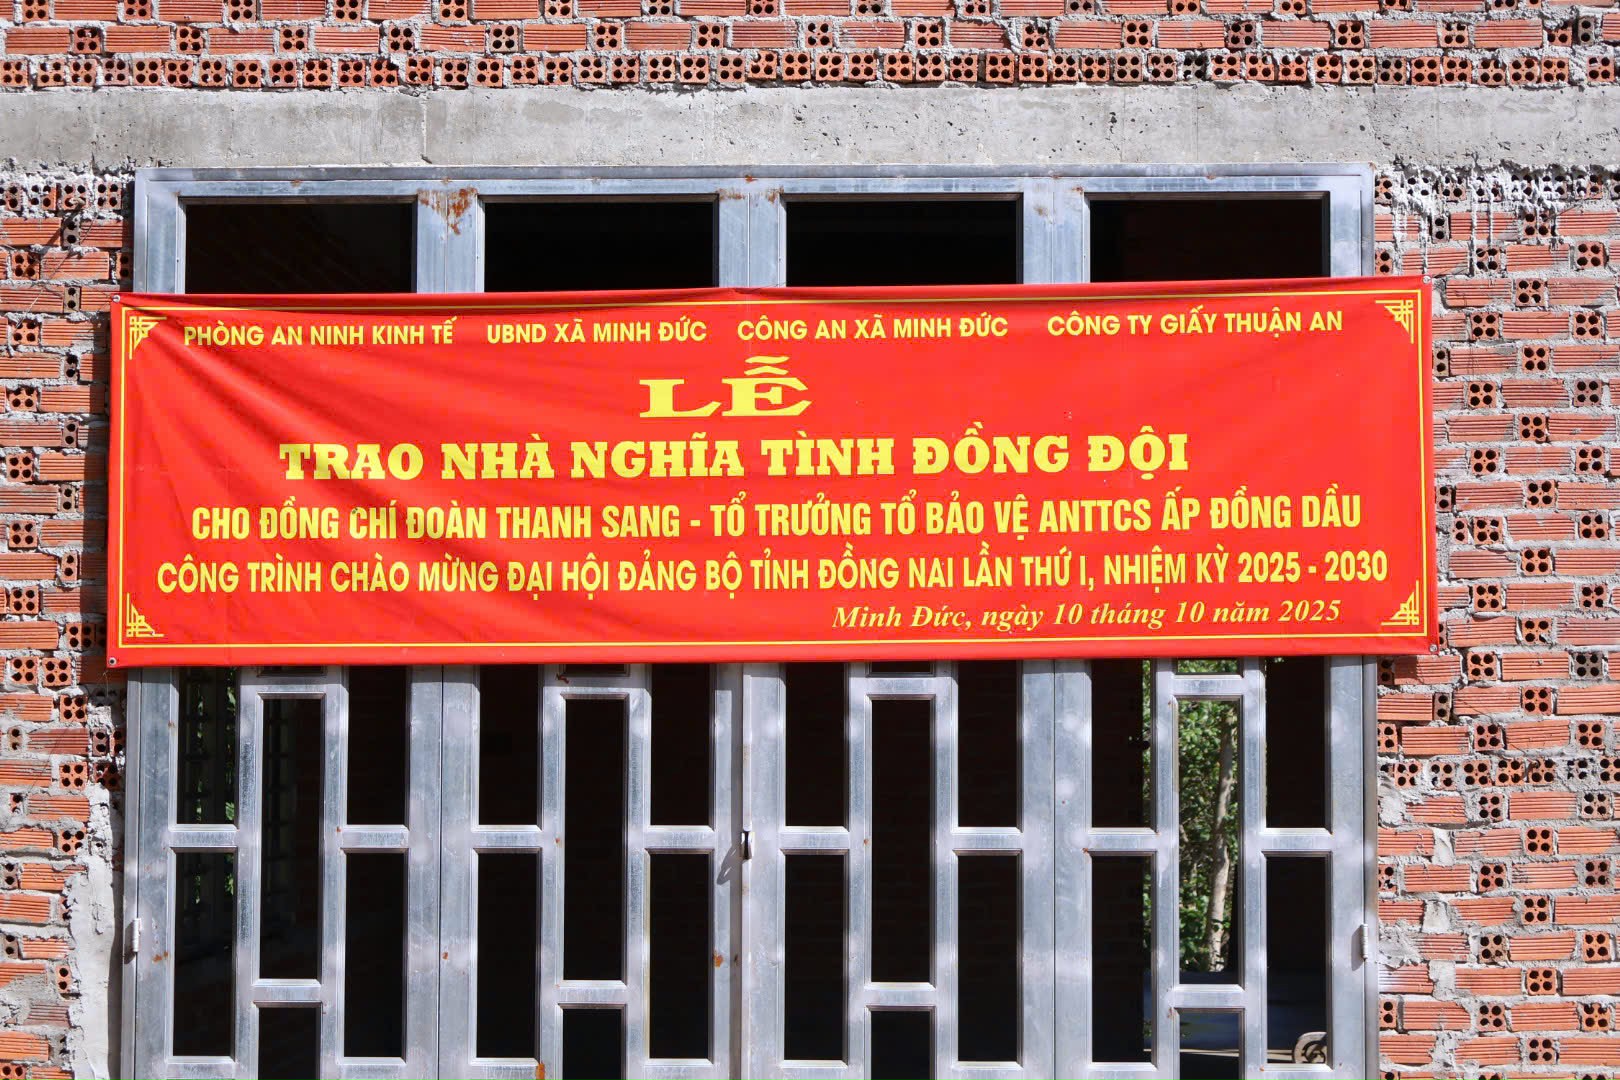 PHÒNG AN NINH KINH TẾ UBND XÃ MINH ĐỨC CÔNG AN XÃ MINH ĐỨC CÔNG TY GIẤY THUẬN AN
LỄ
TRAO NHÀ NGHĨA TÌNH ĐỒNG ĐỘI
CHO ĐỒNG CHÍ ĐOÀN THANH SANG - TỔ TRƯỞNG TỔ BẢO VỆ ANTTCS ẤP ĐỒNG DẦU
CÔNG TRÌNH CHÀO MỪNG ĐẠI HỘI ĐẢNG BỘ TỈNH ĐỒNG NAI LẦN THỨ I, NHIỆM KỲ 2025 - 2030
Minh Đức, ngày 10 tháng 10 năm 2025